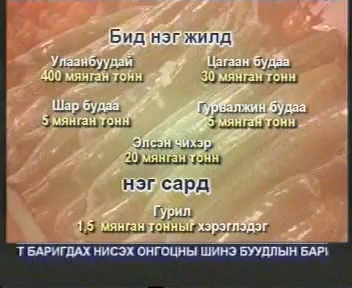 Бид нэг жилд
Улаанбуудай Цагаан будаа
400 мянган тонн 30 мянган тонн
Шар будаа Гурвалжин будаа
5 мянган тонн 5 мянган тонн
Элсэн чихэр
20 мянган тонн
нэг сард
Гурил
1,5 мянган тонныг хэрэглэдэг
Т БАРИГДАХ НИСЭХ ОНГОЦНЫ ШИНЭ БУУДЛЫН БАРИ